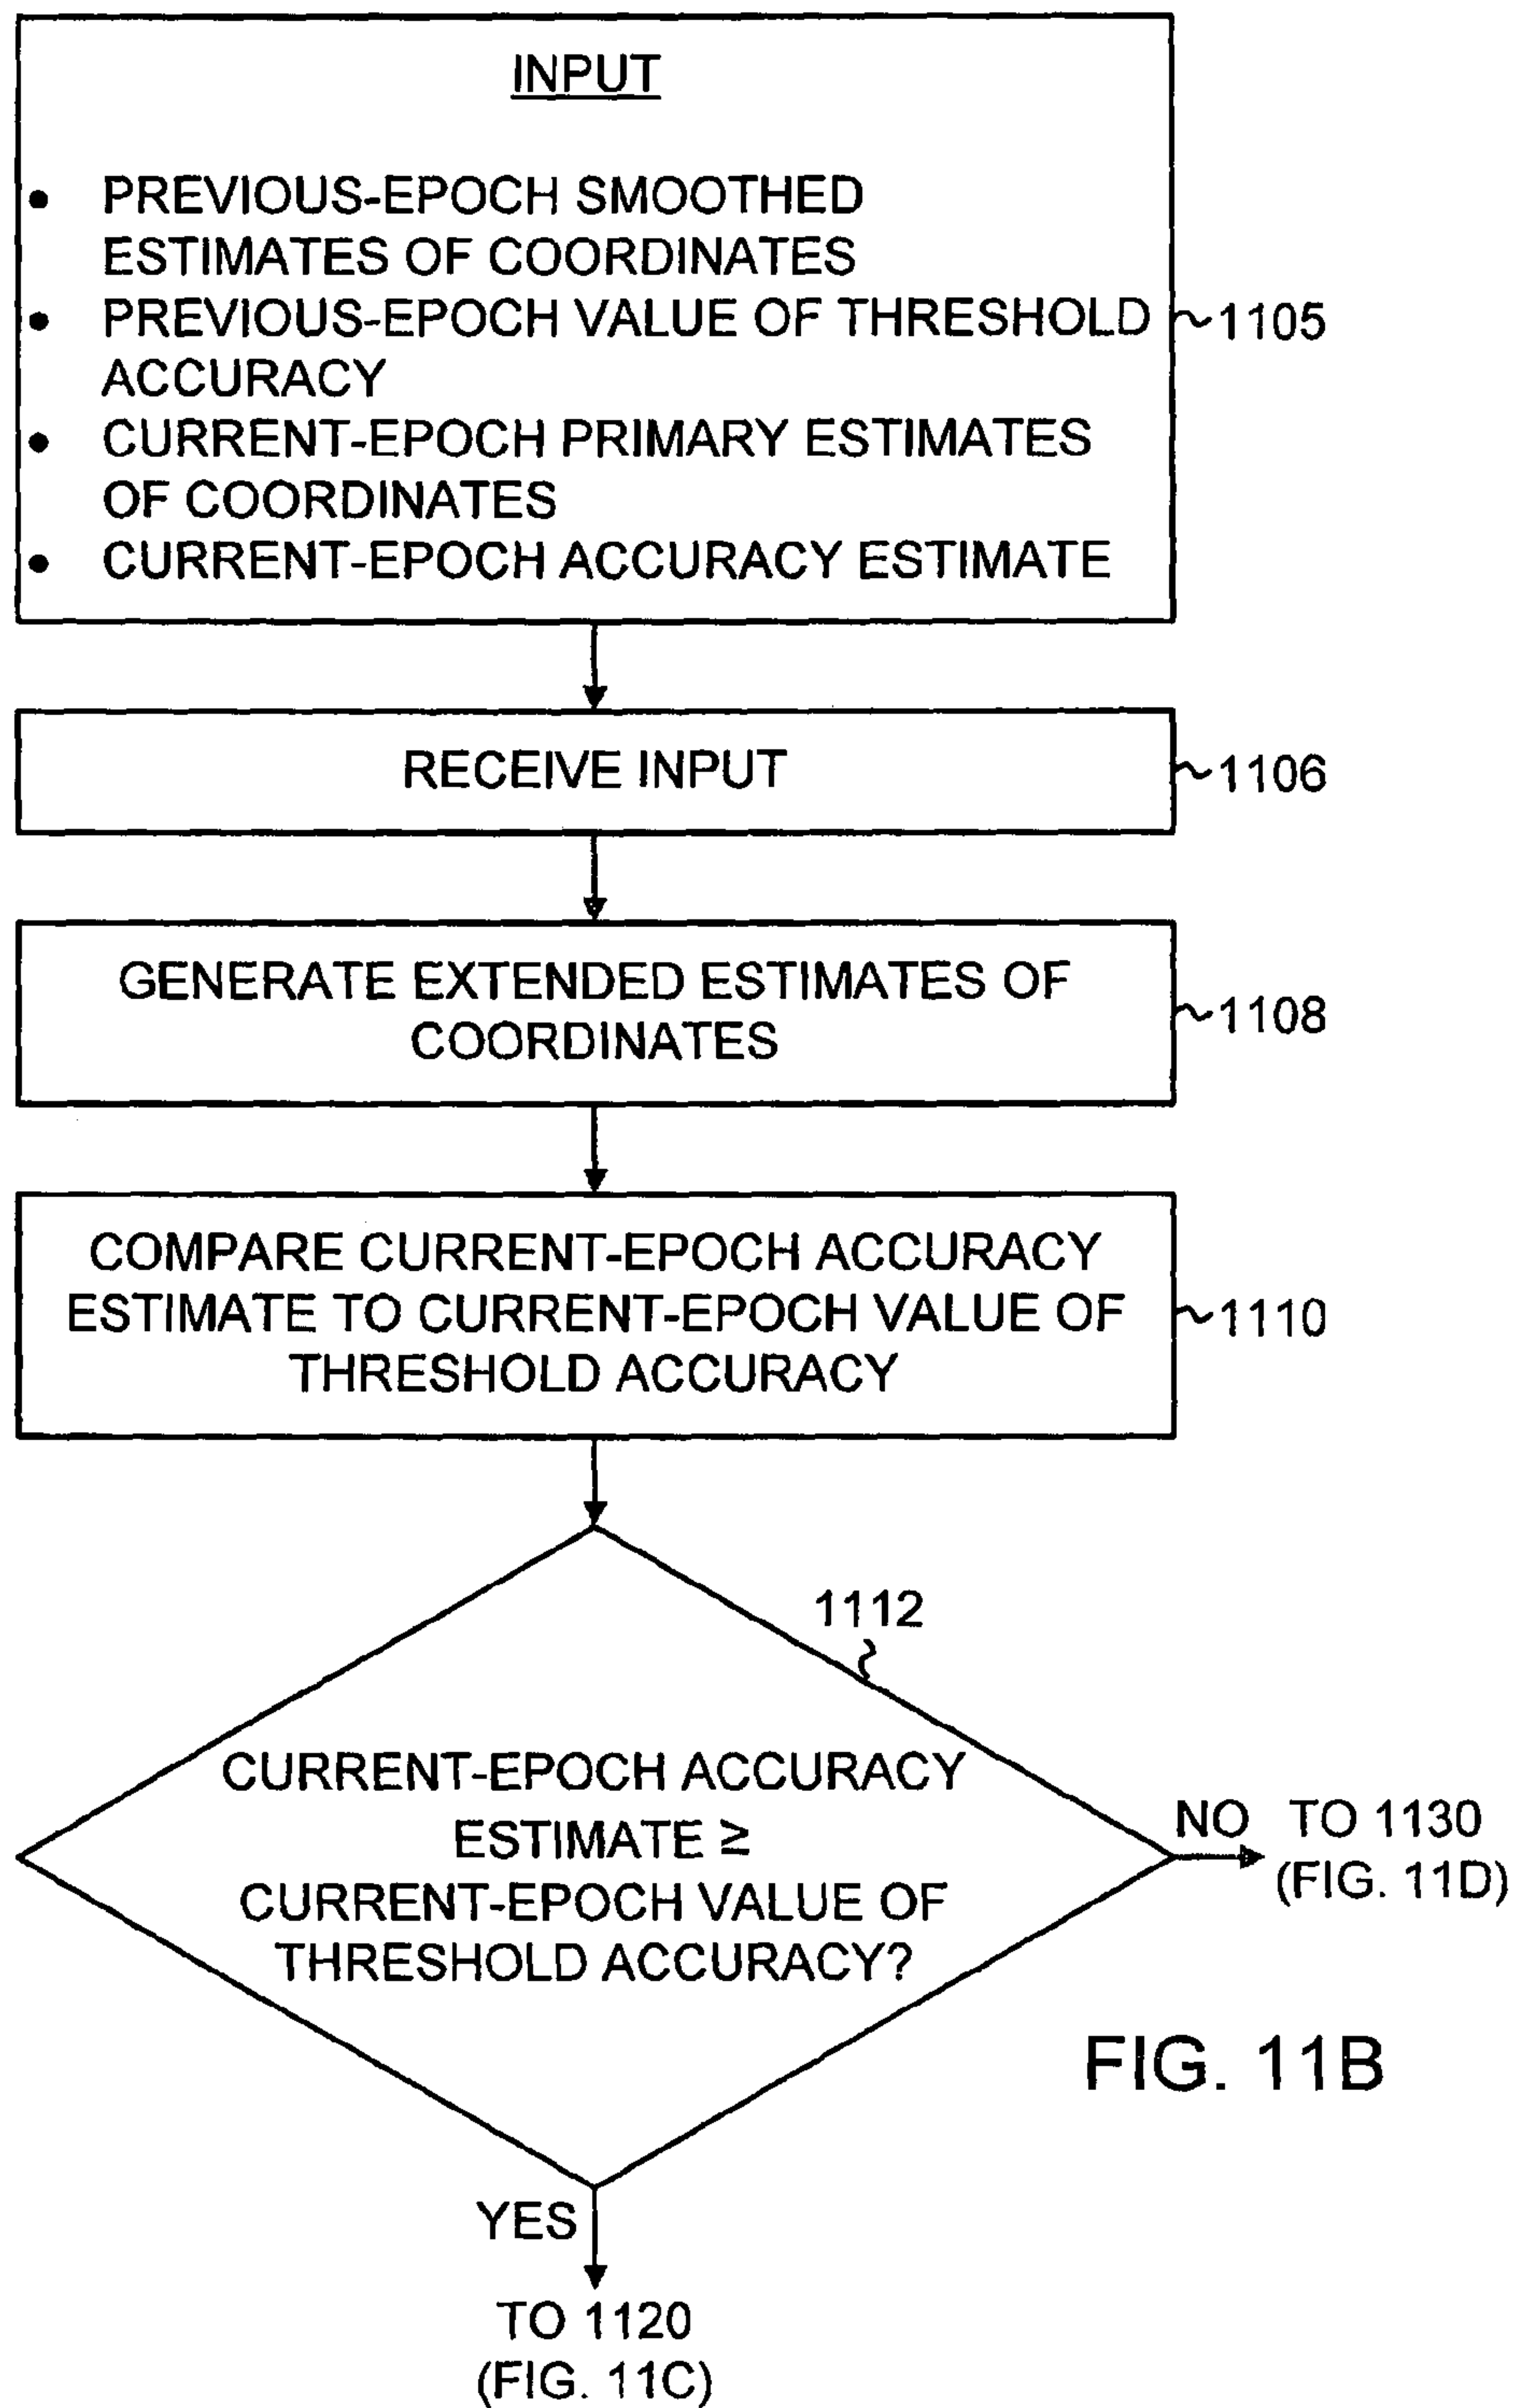 INPUT
• PREVIOUS-EPOCH SMOOTHED
ESTIMATES OF COORDINATES
• PREVIOUS-EPOCH VALUE OF THRESHOLD
ACCURACY
• CURRENT-EPOCH PRIMARY ESTIMATES
OF COORDINATES
• CURRENT-EPOCH ACCURACY ESTIMATE
1105
RECEIVE INPUT
1106
GENERATE EXTENDED ESTIMATES OF
COORDINATES
1108
COMPARE CURRENT-EPOCH ACCURACY
ESTIMATE TO CURRENT-EPOCH VALUE OF
THRESHOLD ACCURACY
1110
1112
CURRENT-EPOCH ACCURACY
ESTIMATE ≥
CURRENT-EPOCH VALUE OF
THRESHOLD ACCURACY?
NO TO 1130
(FIG. 11D)
FIG. 11B
YES
TO 1120
(FIG. 11C)